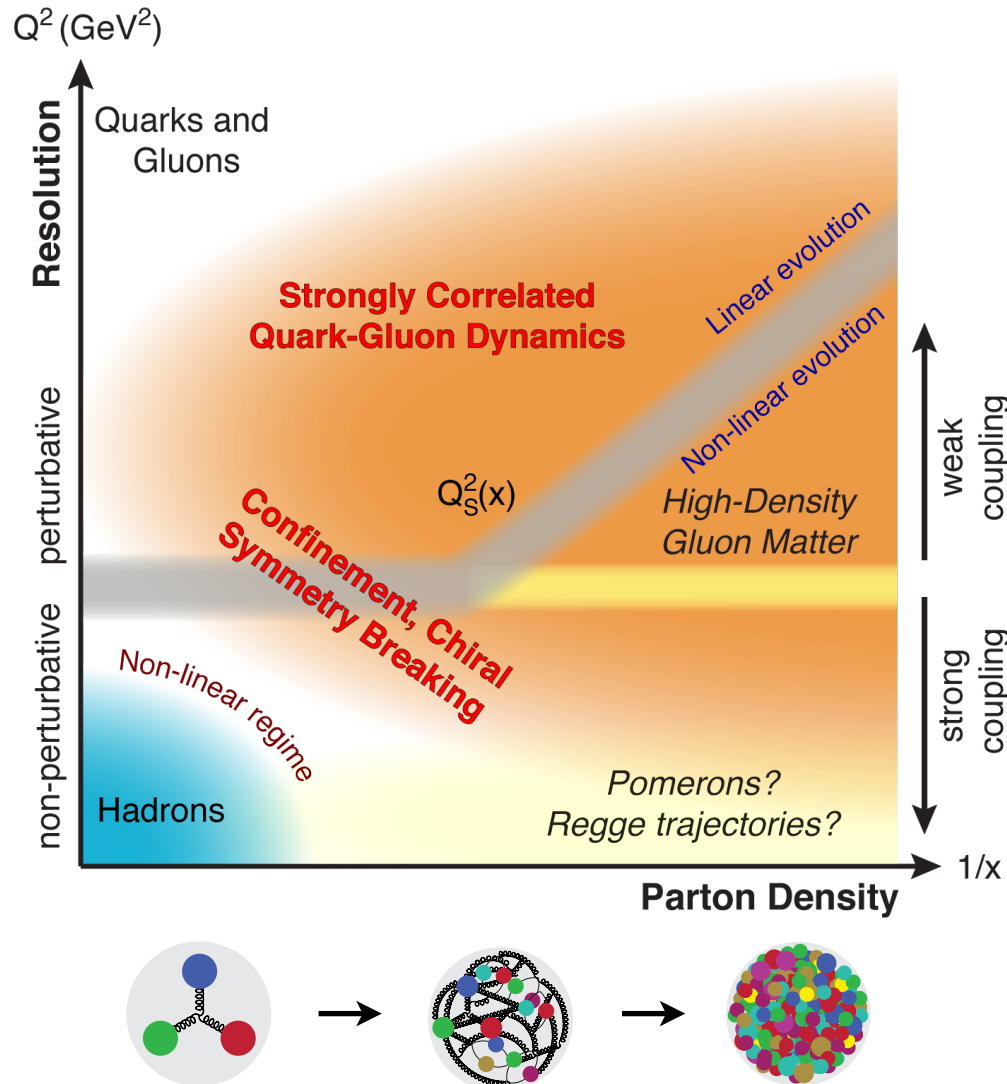 Q² (GeV²)
Resolution
Quarks and
Gluons
Strongly Correlated
Quark-Gluon Dynamics
Linear evolution
Non-linear evolution
perturbative
non-perturbative
Q²S(x)
High-Density
Gluon Matter
weak
coupling
Confinement, Chiral
Symmetry Breaking
strong
coupling
Non-linear regime
Hadrons
Pomerons?
Regge trajectories?
1/x
Parton Density